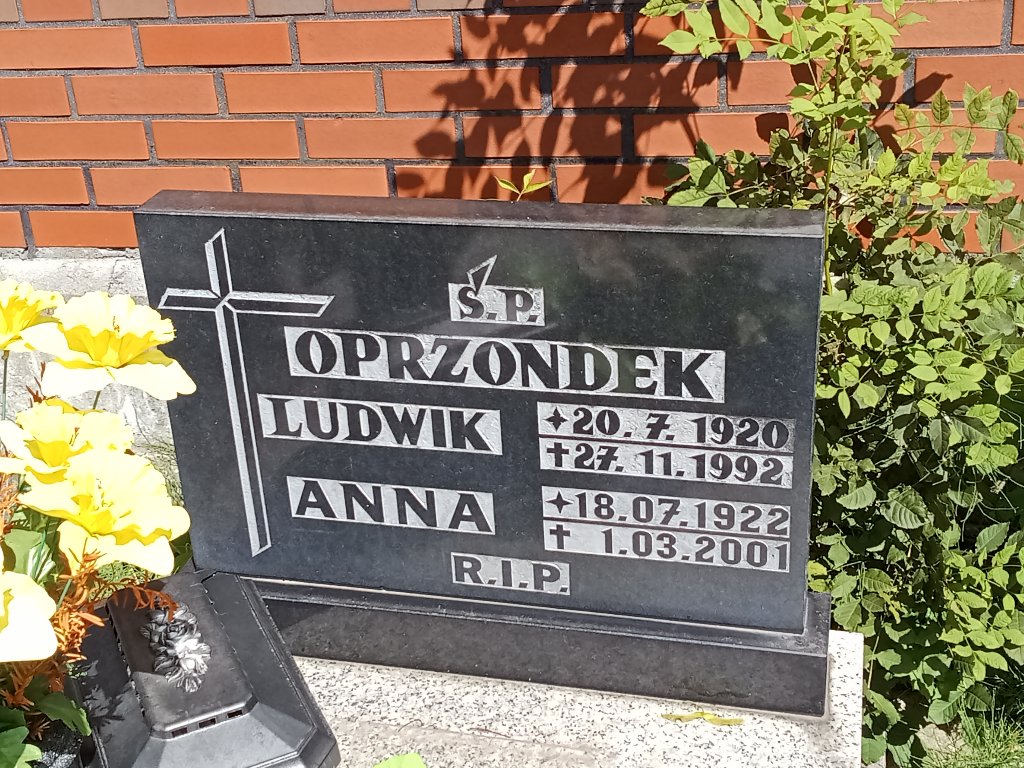 Ś.P.
OPRZONDEK
LUDWIK ✦20.7.1920
✝27.11.1992
ANNA ✦18.07.1922
✝ 1.03.2001
R.I.P.